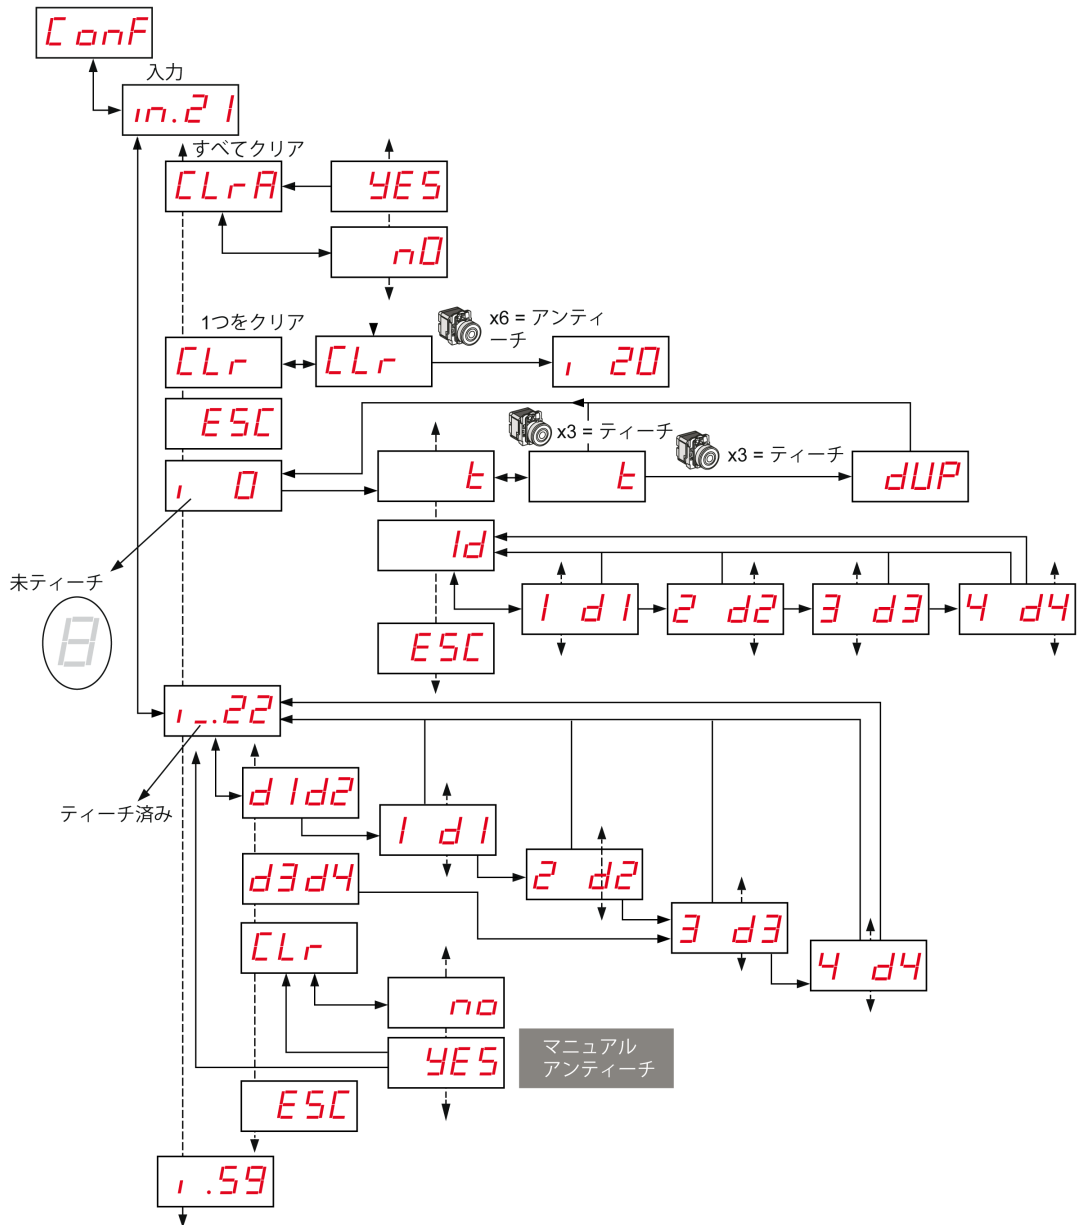 ConF
入力
in.21
すべてクリア
CLrA
YES
nO
1つをクリア
CLr
CLr
x6 = アンティ
ーチ
ı 20
ESC
x3 = ティーチ
x3 = ティーチ
ı 0
t
t
dUP
Id
未ティーチ
8
1 d1
2 d2
3 d3
4 d4
ESC
ı_.22
ティーチ済み
d1d2
1 d1
d3d4
2 d2
3 d3
CLr
4 d4
no
YES
マニュアル
アンティーチ
ESC
ı .59